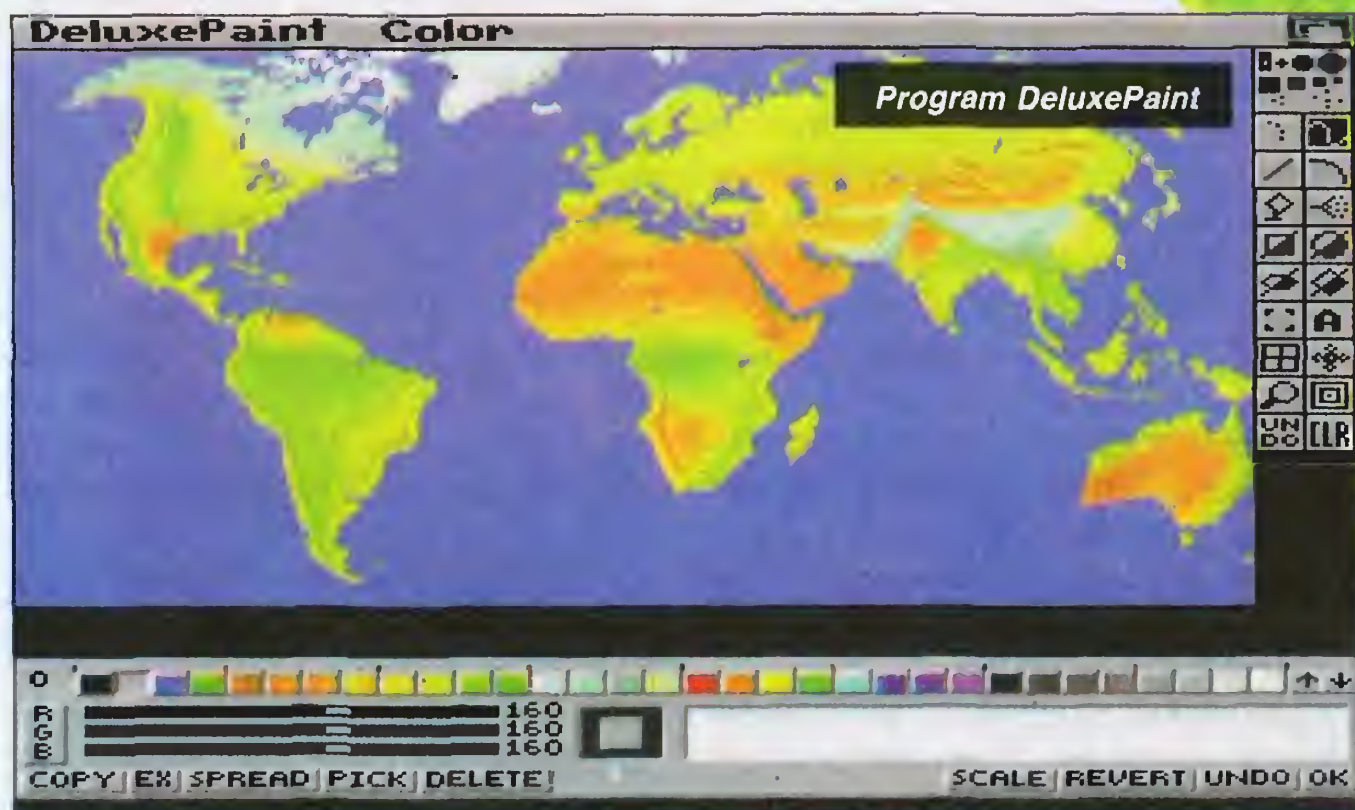 DeluxePaint Color
Program DeluxePaint
A
UN
DO CLR
0
R 160
G 160
B 160
COPY EX SPREAD PICK DELETE! SCALE REVERT UNDO OK